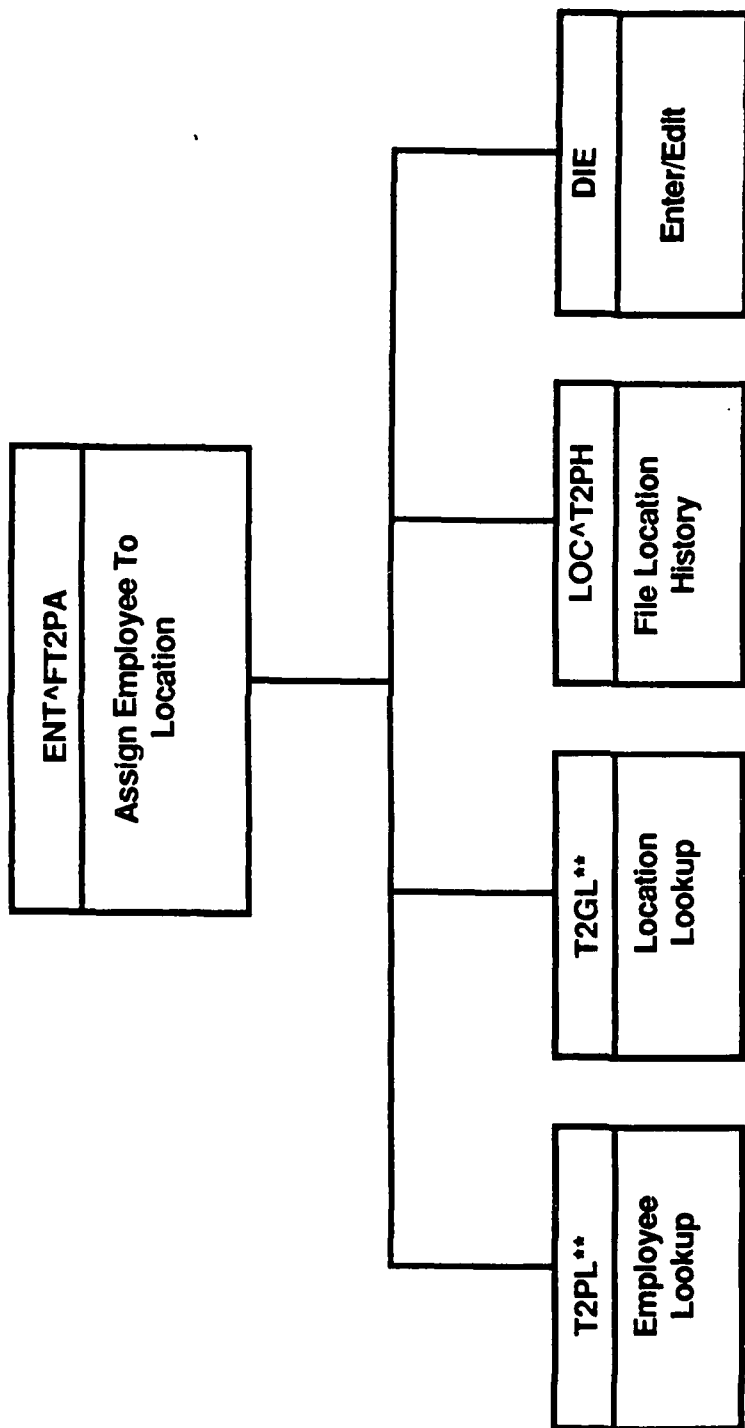 ENT^FT2PA
Assign Employee To
Location
T2PL**
Employee
Lookup
T2GL**
Location
Lookup
LOC^T2PH
File Location
History
DIE
Enter/Edit